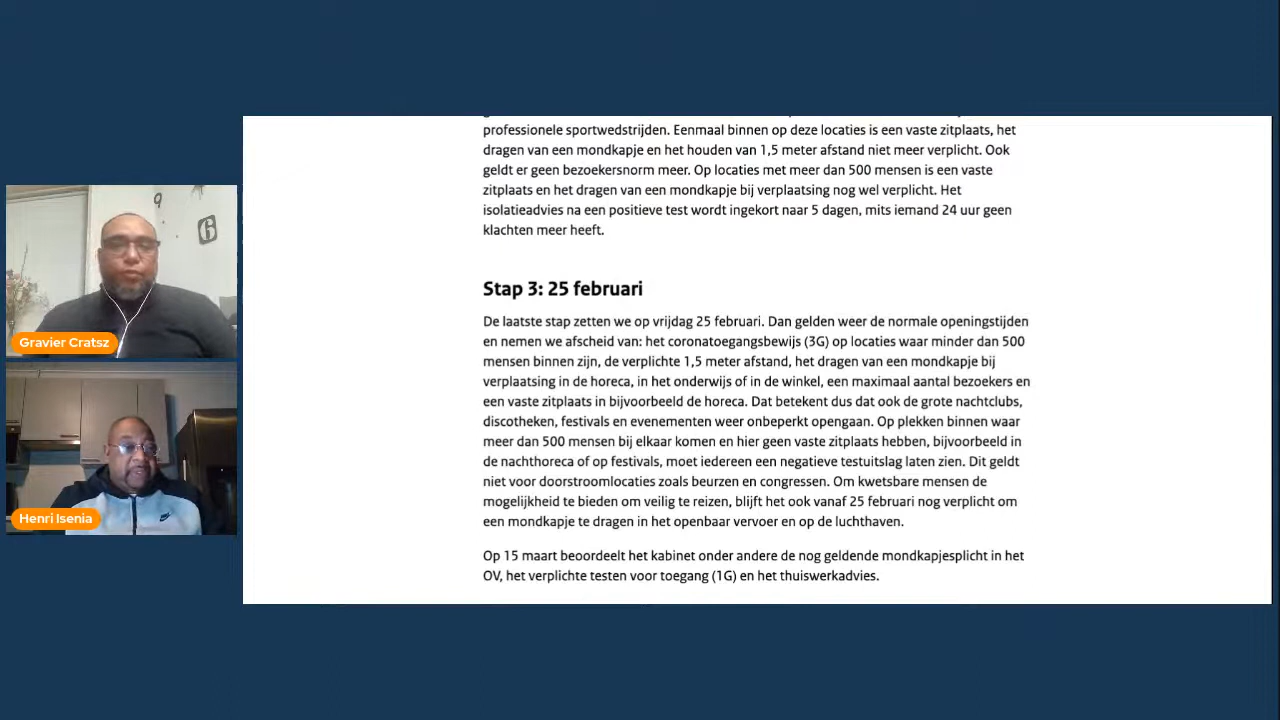 professionele sportwedstrijden. Eenmaal binnen op deze locaties is een vaste zitplaats, het
dragen van een mondkapje en het houden van 1,5 meter afstand niet meer verplicht. Ook
geldt er geen bezoekersnorm meer. Op locaties met meer dan 500 mensen is een vaste
zitplaats en het dragen van een mondkapje bij verplaatsing nog wel verplicht. Het
isolatieadvies na een positieve test wordt ingekort naar 5 dagen, mits iemand 24 uur geen
klachten meer heeft.
Stap 3: 25 februari
De laatste stap zetten we op vrijdag 25 februari. Dan gelden weer de normale openingstijden
en nemen we afscheid van: het coronatoegangsbewijs (3G) op locaties waar minder dan 500
mensen binnen zijn, de verplichte 1,5 meter afstand, het dragen van een mondkapje bij
verplaatsing in de horeca, in het onderwijs of in de winkel, een maximaal aantal bezoekers en
een vaste zitplaats in bijvoorbeeld de horeca. Dat betekent dus dat ook de grote nachtclubs,
discotheken, festivals en evenementen weer onbeperkt opengaan. Op plekken binnen waar
meer dan 500 mensen bij elkaar komen en hier geen vaste zitplaats hebben, bijvoorbeeld in
de nachthoreca of op festivals, moet iedereen een negatieve testuitslag laten zien. Dit geldt
niet voor doorstroomlocaties zoals beurzen en congressen. Om kwetsbare mensen de
mogelijkheid te bieden om veilig te reizen, blijft het ook vanaf 25 februari nog verplicht om
een mondkapje te dragen in het openbaar vervoer en op de luchthaven.
Op 15 maart beoordeelt het kabinet onder andere de nog geldende mondkapjesplicht in het
OV, het verplichte testen voor toegang (1G) en het thuiswerkadvies.
9
6
Gravier Cratsz
Henri Isenia